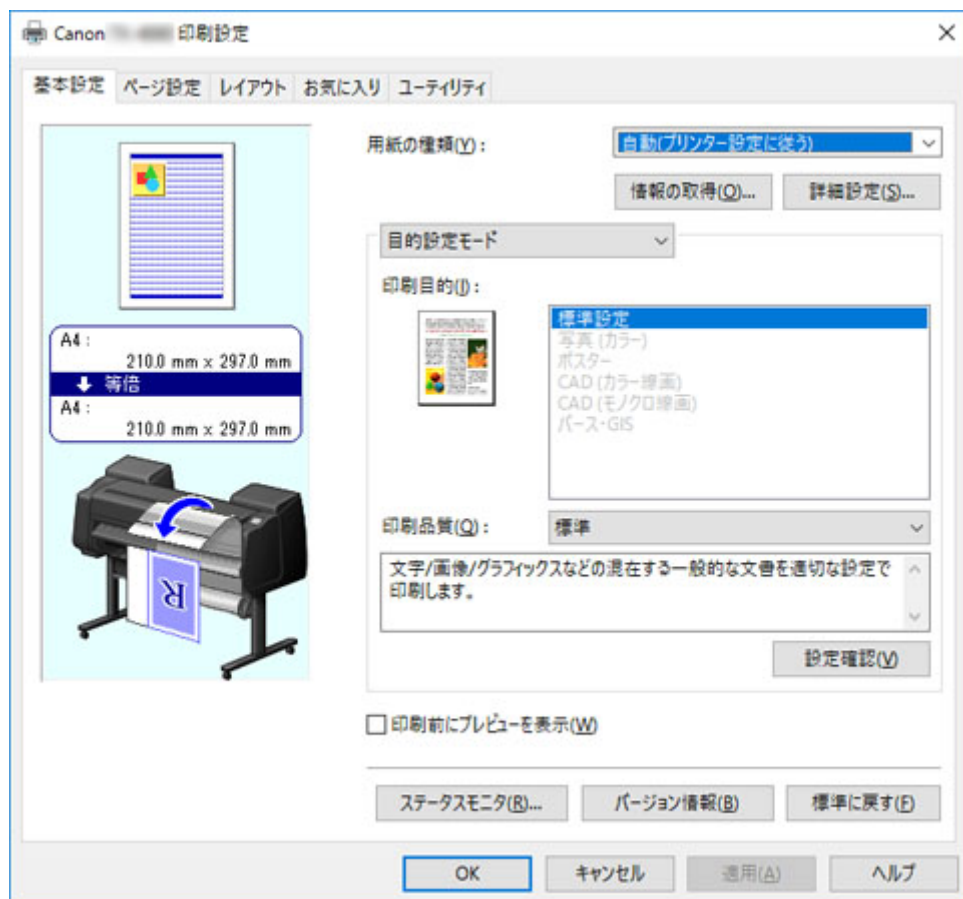 Canon 印刷設定
基本設定 ページ設定 レイアウト お気に入り ユーティリティ
A4 :
210.0 mm x 297.0 mm
等倍
A4 :
210.0 mm x 297.0 mm
R
用紙の種類(Y) :
自動(プリンター設定に従う)
情報の取得(O)...
詳細設定(S)...
目的設定モード
印刷目的(J) :
標準設定
写真 (カラー)
ポスター
CAD (カラー線画)
CAD (モノクロ線画)
パース・GIS
印刷品質(Q) :
標準
文字/画像/グラフィックスなどの混在する一般的な文書を適切な設定で
印刷します。
設定確認(V)
印刷前にプレビューを表示(W)
ステータスモニタ(R)...
バージョン情報(B)
標準に戻す(F)
OK
キャンセル
適用(A)
ヘルプ